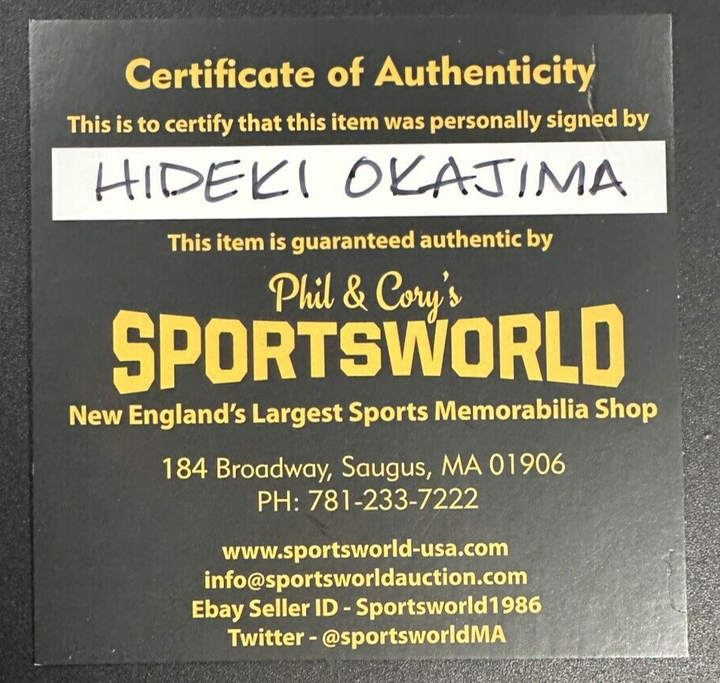 Certificate of Authenticity
This is to certify that this item was personally signed by
HIDEKI OKAJIMA
This item is guaranteed authentic by
Phil & Cory's
SPORTSWORLD
New England's Largest Sports Memorabilia Shop
184 Broadway, Saugus, MA 01906
PH: 781-233-7222
www.sportsworld-usa.com
info@sportsworldauction.com
Ebay Seller ID - Sportsworld1986
Twitter - @sportsworldMA